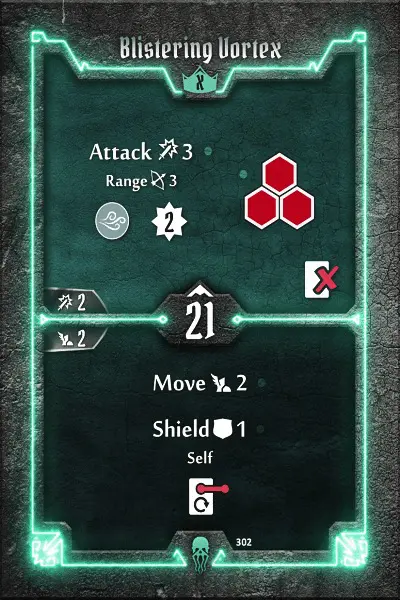 Blistering Vortex
X
Attack 3
Range 3
2
2
21
2
Move 2
Shield 1
Self
302